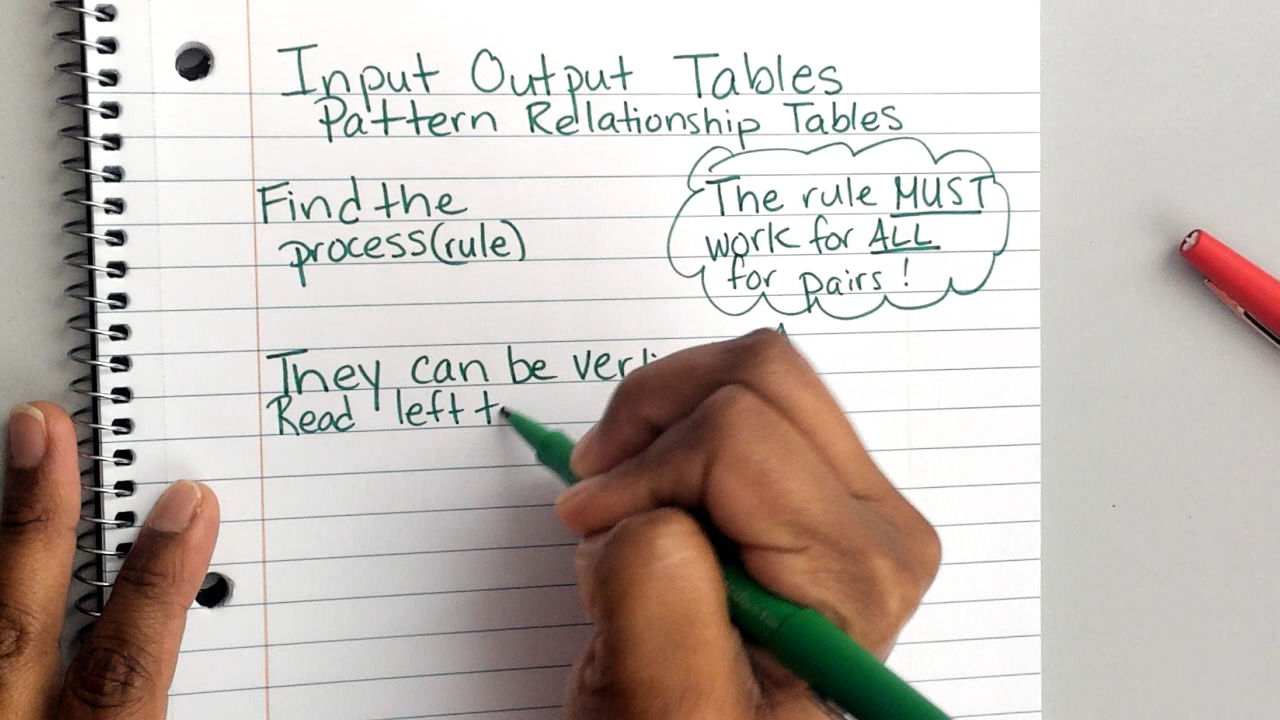 Input Output Tables
Pattern Relationship Tables
Find the
process(rule)
The rule MUST
work for ALL
for pairs!
They can be
Read left t